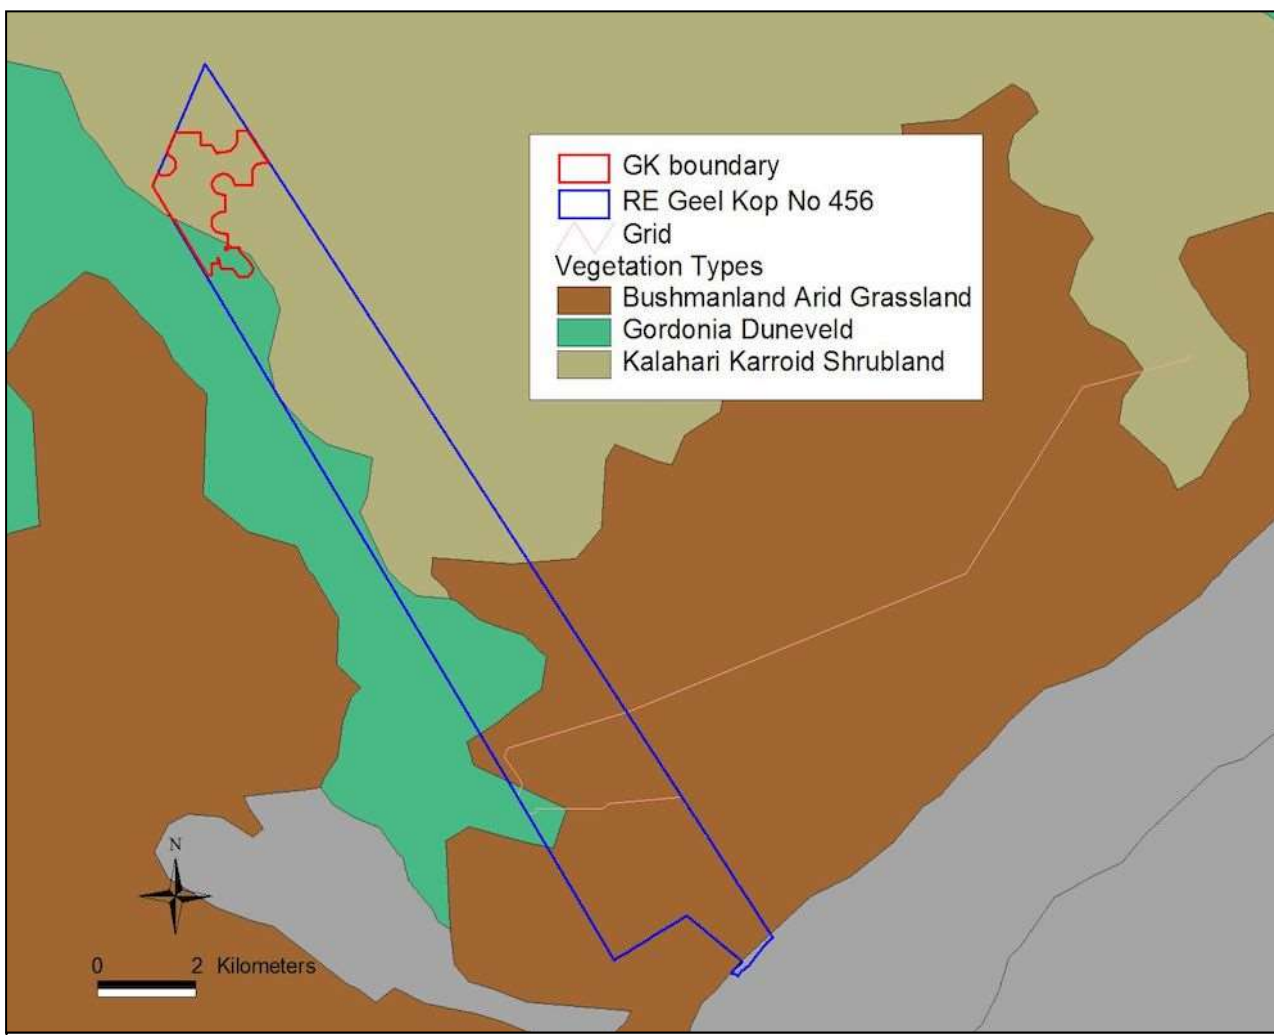 GK boundary
RE Geel Kop No 456
Grid
Vegetation Types
Bushmanland Arid Grassland
Gordonia Duneveld
Kalahari Karroid Shrubland
N
0 2 Kilometers